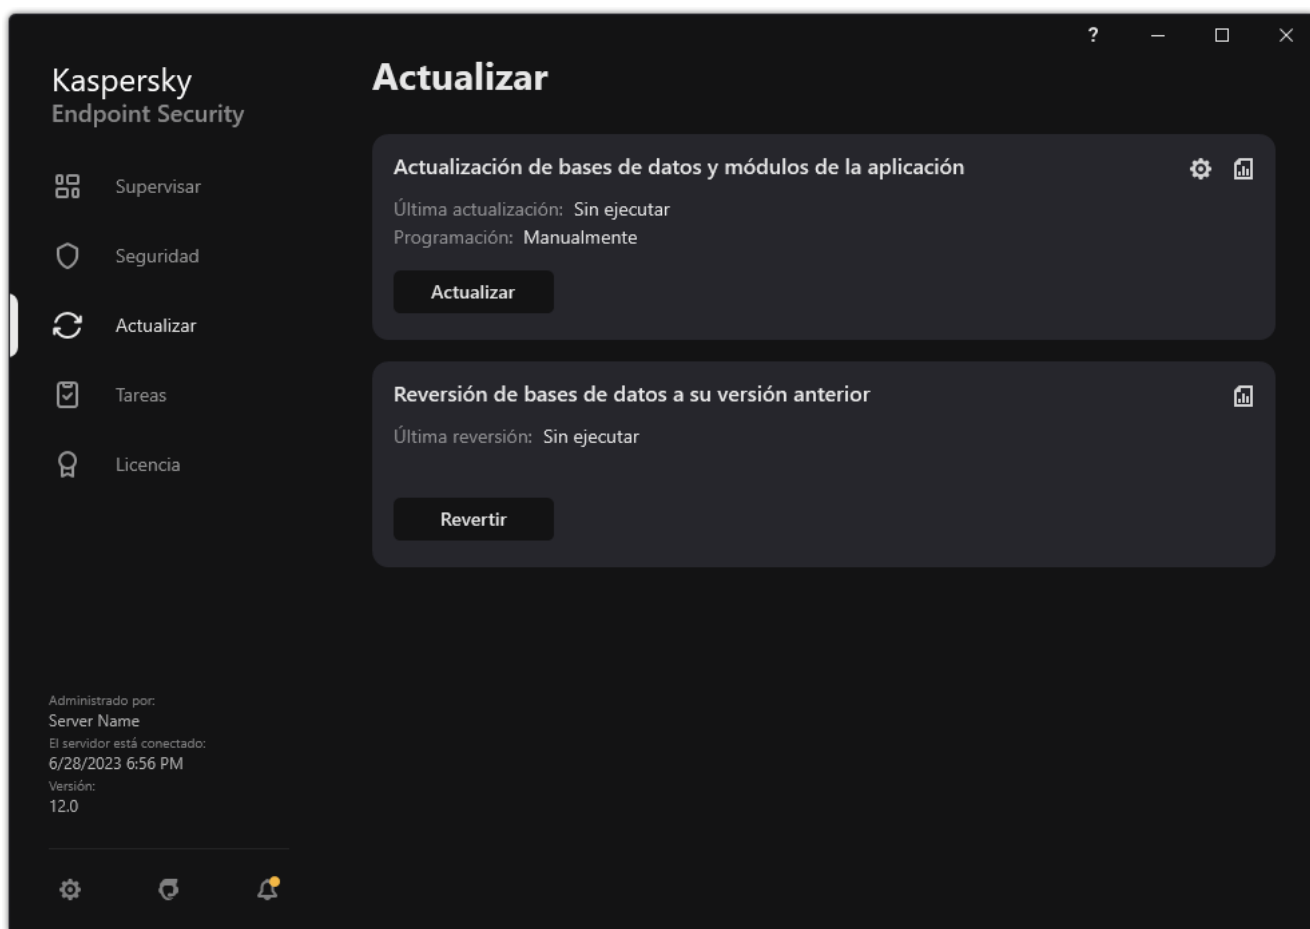 ?
Kaspersky
Endpoint Security
Supervisar
Seguridad
Actualizar
Tareas
Licencia
Administrado por:
Server Name
El servidor está conectado:
6/28/2023 6:56 PM
Versión:
12.0
Actualizar
Actualización de bases de datos y módulos de la aplicación
Última actualización: Sin ejecutar
Programación: Manualmente
Actualizar
Reversión de bases de datos a su versión anterior
Última reversión: Sin ejecutar
Revertir